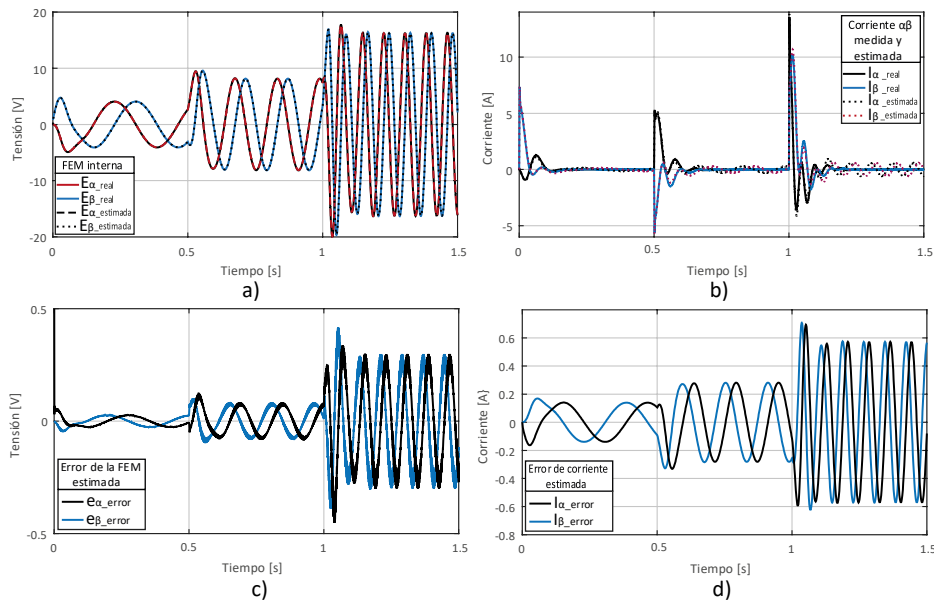 20
10
0
-10
-20
Tensión [V]
FEM interna
Eα_real
Eβ_real
Eα_estimada
Eβ_estimada
0
0.5
1
1.5
Tiempo [s]
a)
10
5
0
-5
Corriente [A]
Corriente αβ
medida y
estimada
Iα_real
Iβ_real
Iα_estimada
Iβ_estimada
0
0.5
1
1.5
Tiempo [s]
b)
0.5
0
-0.5
Tensión [V]
Error de la FEM
estimada
eα_error
eβ_error
0
0.5
1
1.5
Tiempo [s]
c)
0.6
0.4
0.2
0
-0.2
-0.4
-0.6
Corriente [A}
Error de corriente
estimada
Iα_error
Iβ_error
0
0.5
1
1.5
Tiempo [s]
d)